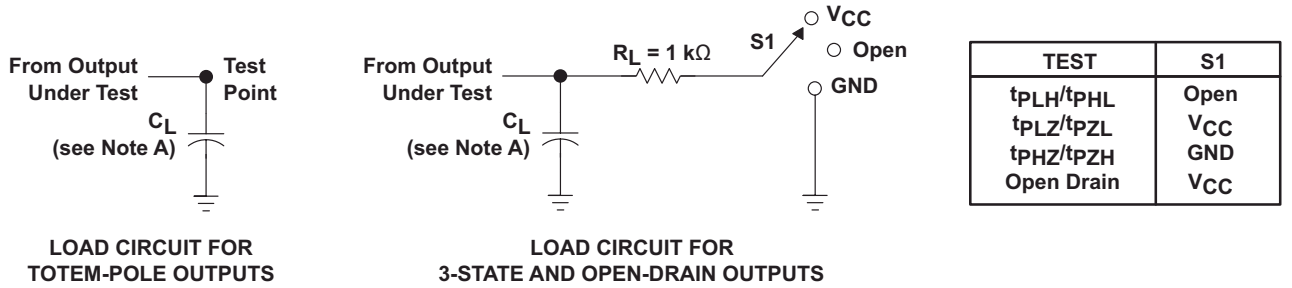 From Output
Under Test
Test
Point
CL
(see Note A)
LOAD CIRCUIT FOR
TOTEM-POLE OUTPUTS
From Output
Under Test
RL = 1 kΩ
S1
VCC
Open
GND
CL
(see Note A)
LOAD CIRCUIT FOR
3-STATE AND OPEN-DRAIN OUTPUTS
TEST S1
tPLH/tPHL Open
tPLZ/tPZL VCC
tPHZ/tPZH GND
Open Drain VCC